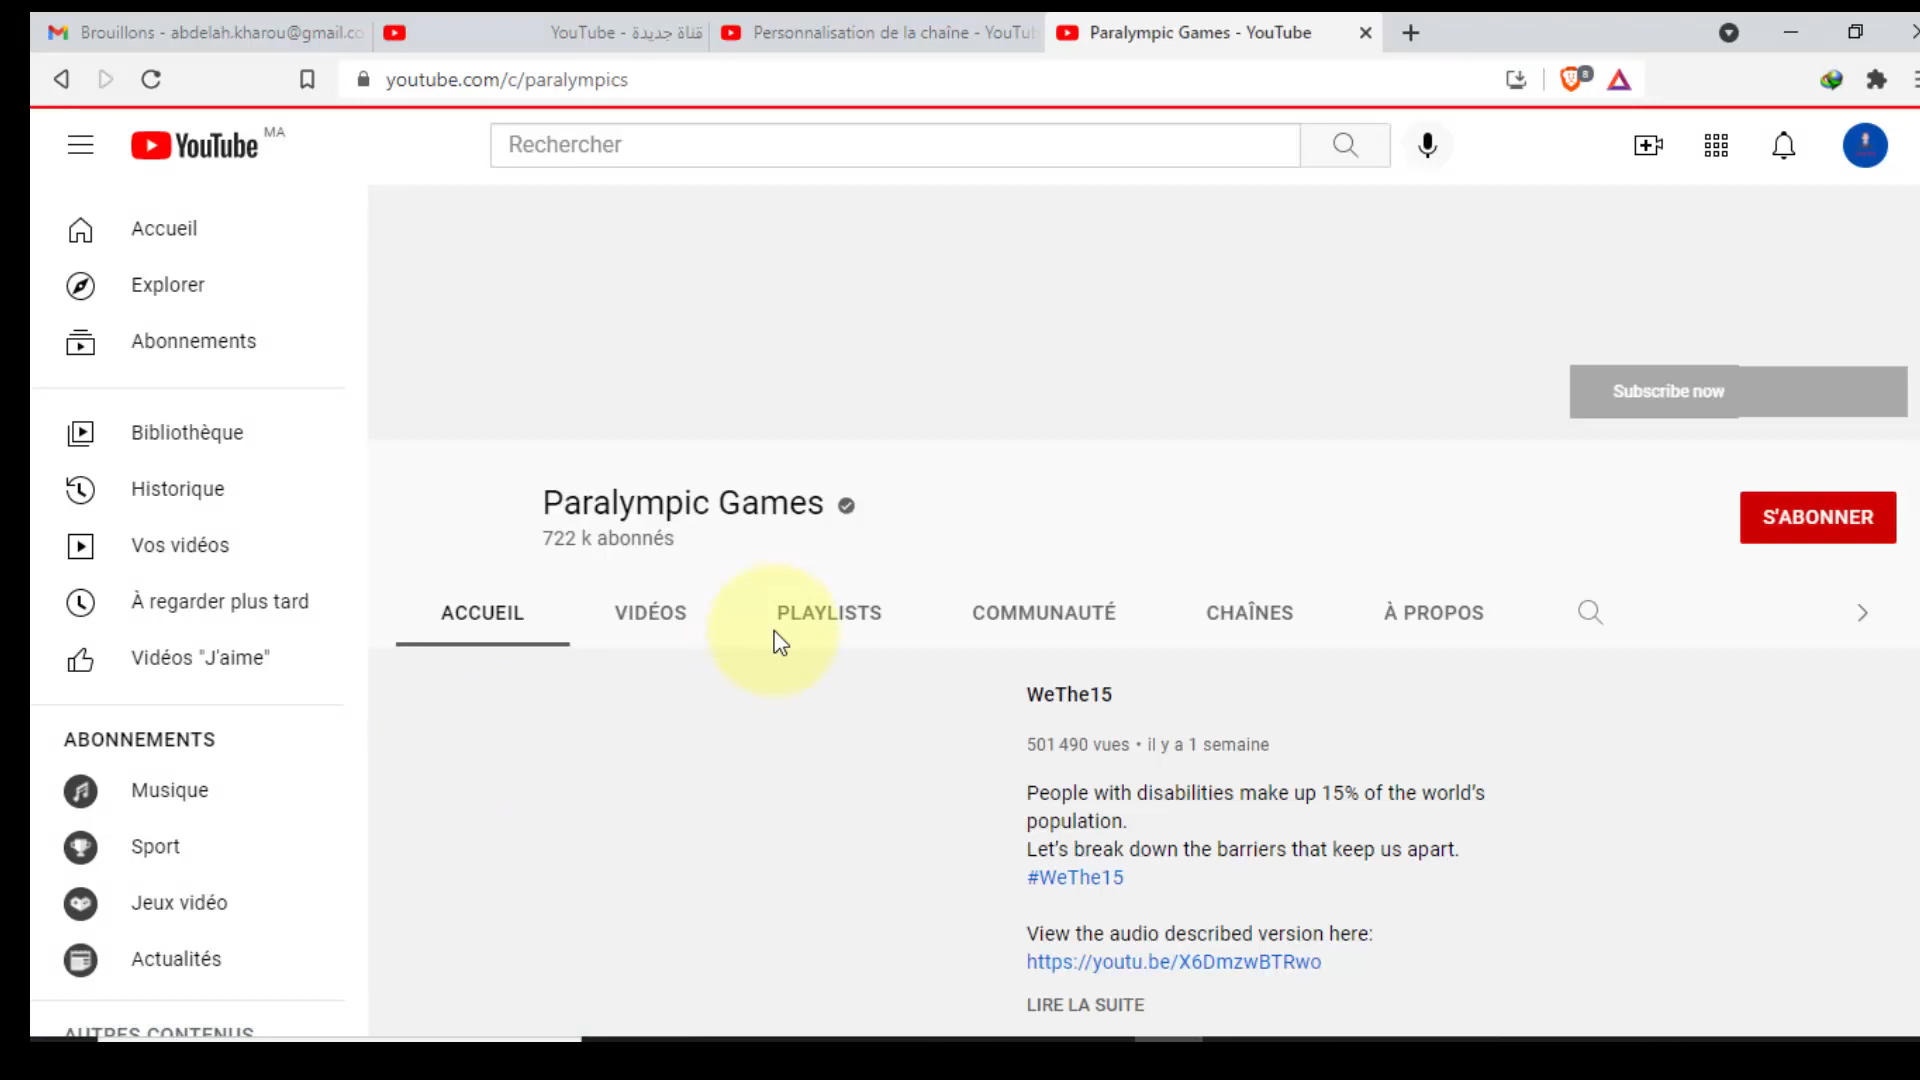 Brouillons - abdelah.kharou@gmail.co
قناة جديدة - YouTube
Personnalisation de la chaîne - YouTu
Paralympic Games - YouTube
youtube.com/c/paralympics
8
YouTube MA
Rechercher
Accueil
Explorer
Abonnements
Bibliothèque
Historique
Vos vidéos
À regarder plus tard
Vidéos "J'aime"
ABONNEMENTS
Musique
Sport
Jeux vidéo
Actualités
AUTRES CONTENUS
Subscribe now
Paralympic Games
722 k abonnés
S'ABONNER
ACCUEIL
VIDÉOS
PLAYLISTS
COMMUNAUTÉ
CHAÎNES
À PROPOS
WeThe15
501 490 vues • il y a 1 semaine
People with disabilities make up 15% of the world's
population.
Let's break down the barriers that keep us apart.
#WeThe15
View the audio described version here:
https://youtu.be/X6DmzwBTRwo
LIRE LA SUITE